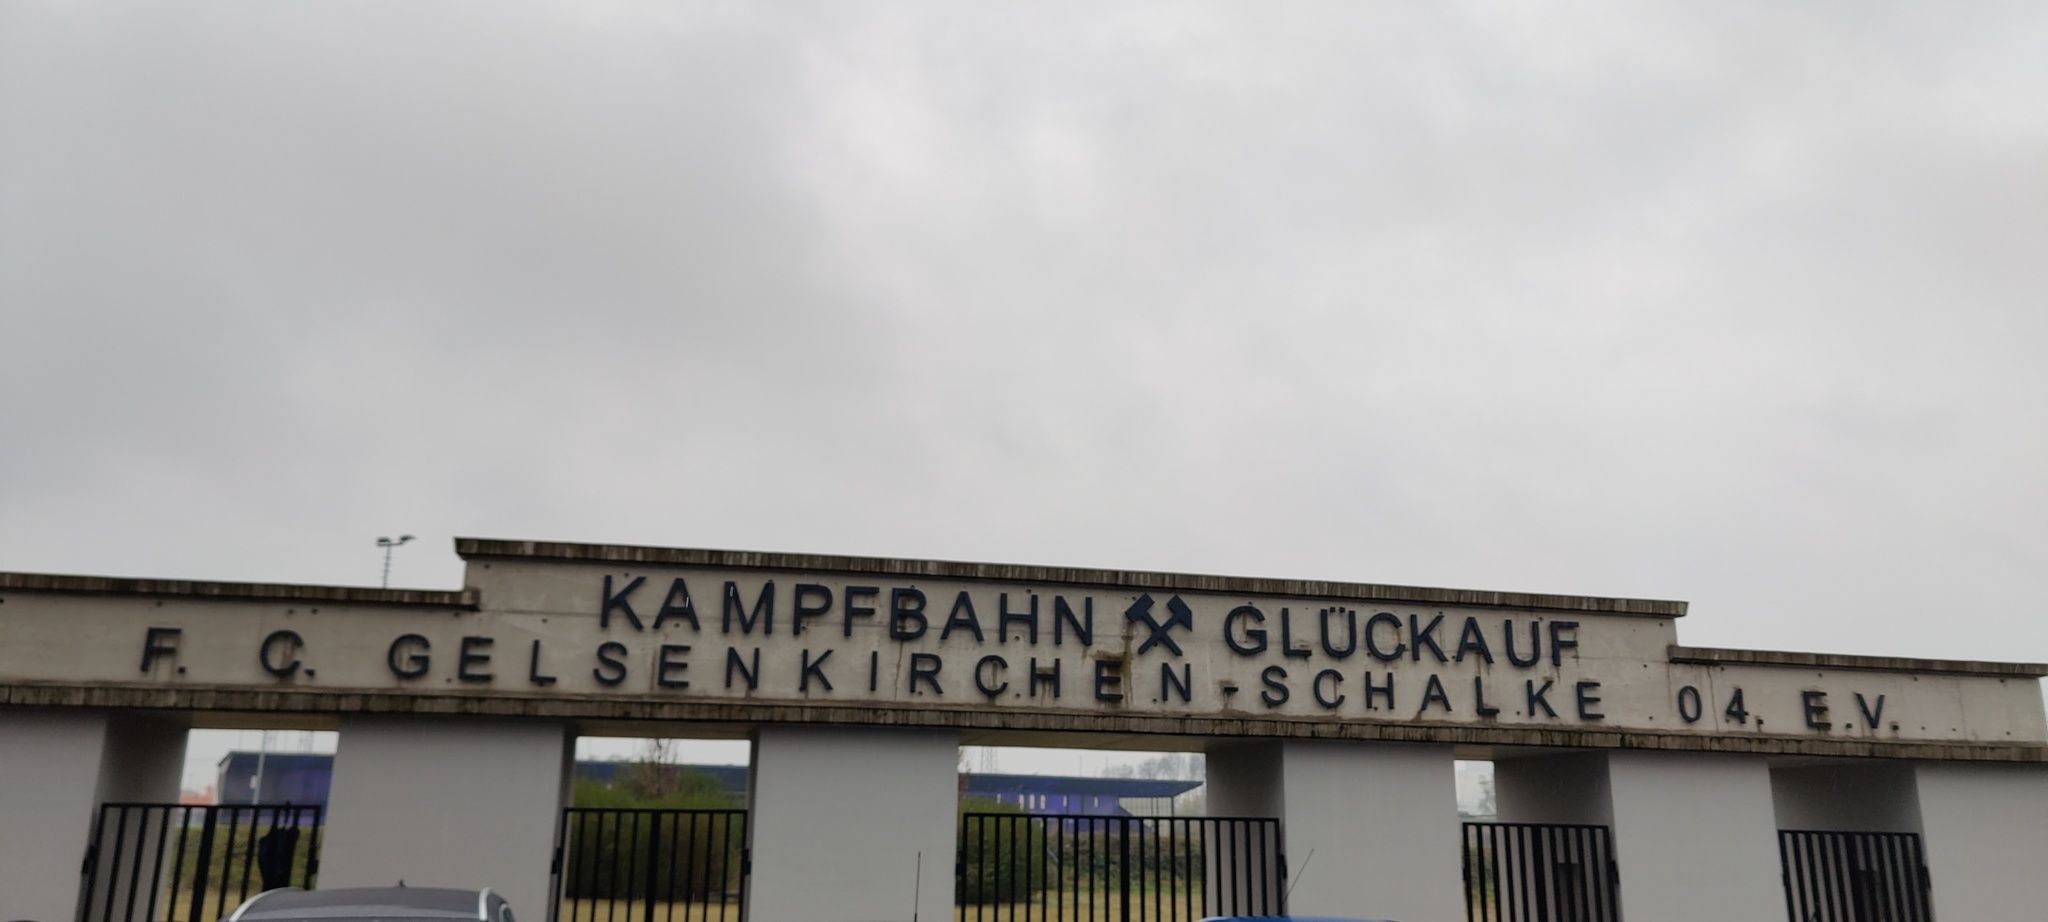 KAMPFBAHN GLÜCKAUF
F. C. GELSENKIRCHEN-SCHALKE 04. E.V.